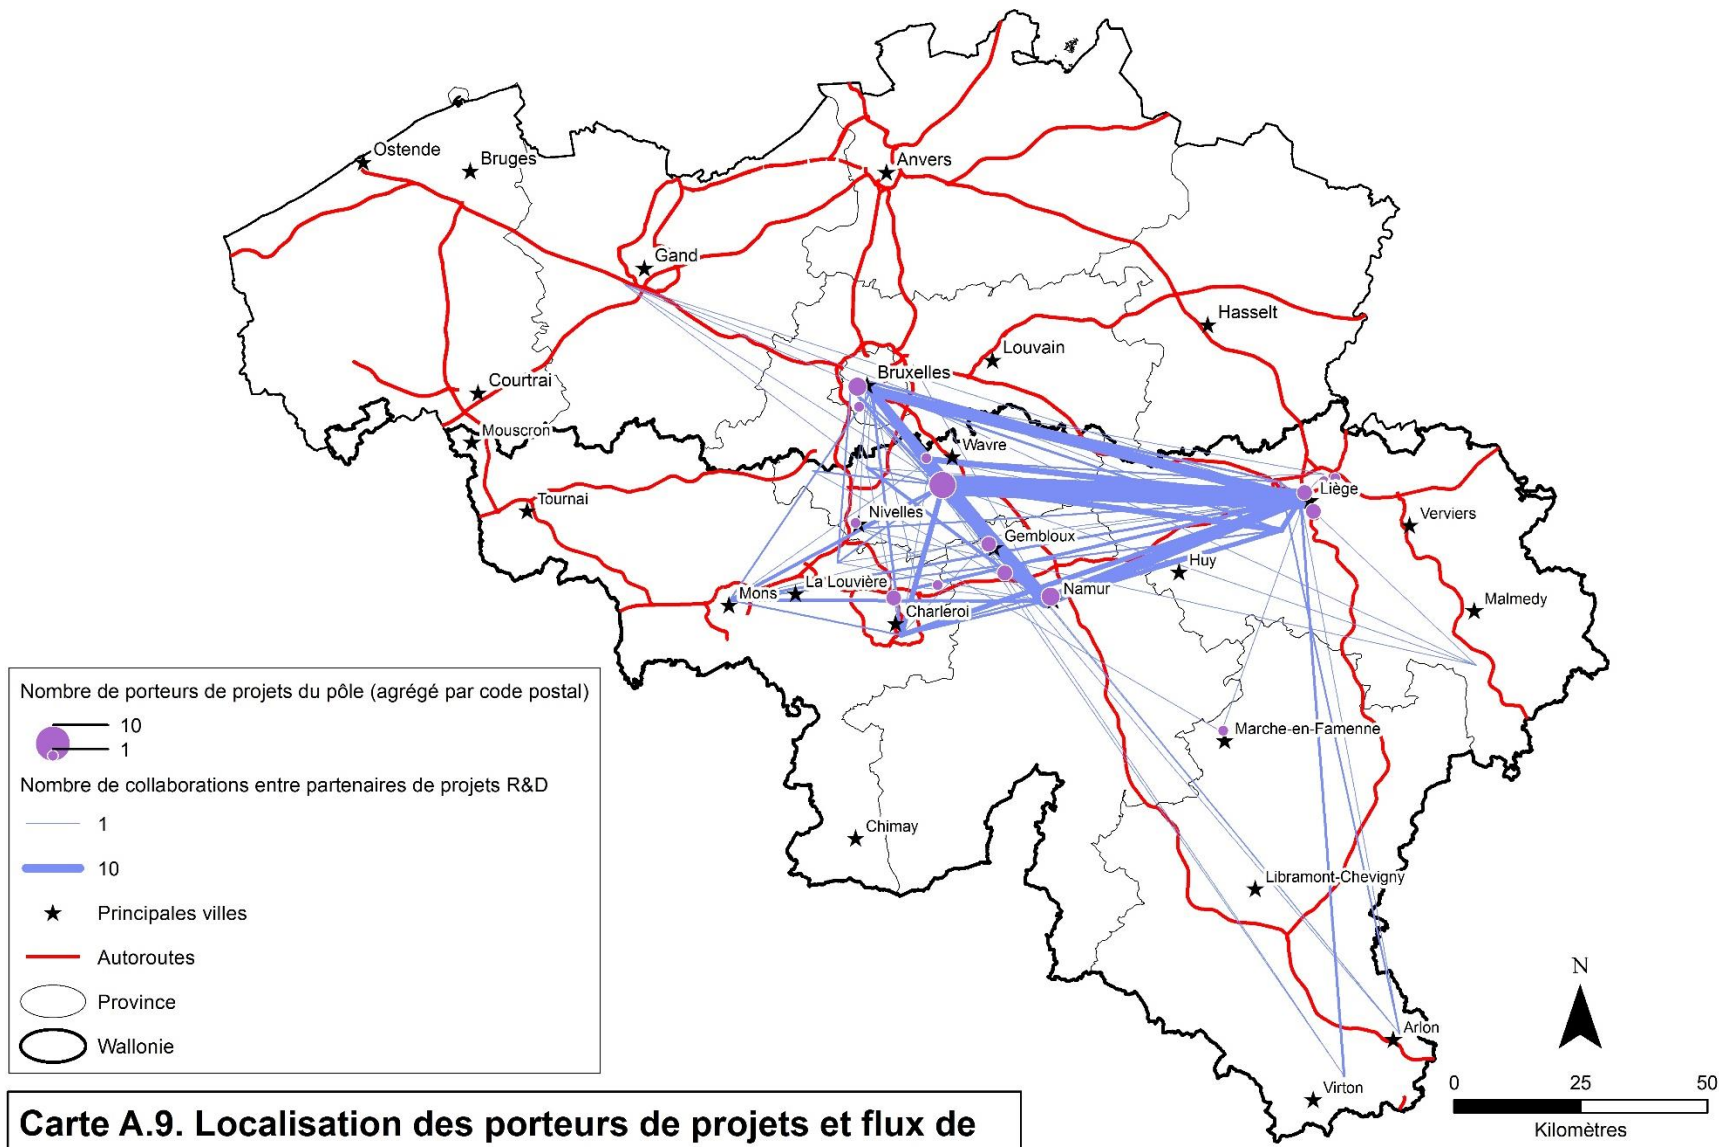 Ostende
Bruges
Anvers
Gand
Hasselt
Louvain
Bruxelles
Courtrai
Mouscron
Wavre
Tournai
Nivelles
Liège
Verviers
Gembloux
Huy
La Louvière
Mons
Namur
Malmedy
Charleroi
Marche-en-Famenne
Chimay
Libramont-Chevigny
Arlon
Virton
Nombre de porteurs de projets du pôle (agrégé par code postal)
10
1
Nombre de collaborations entre partenaires de projets R&D
1
10
Principales villes
Autoroutes
Province
Wallonie
N
0 25 50
Kilomètres
Carte A.9. Localisation des porteurs de projets et flux de